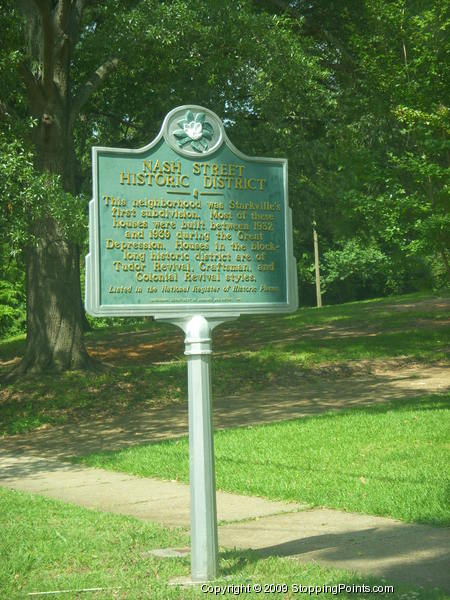 NASH STREET
HISTORIC DISTRICT
This neighborhood was Starkville's
first subdivision. Most of these
houses were built between 1932
and 1939 during the Great
Depression. Houses in the block-
long historic district are of
Tudor Revival, Craftsman, and
Colonial Revival styles.
Listed in the National Register of Historic Places
Copyright © 2009 StoppingPoints.com